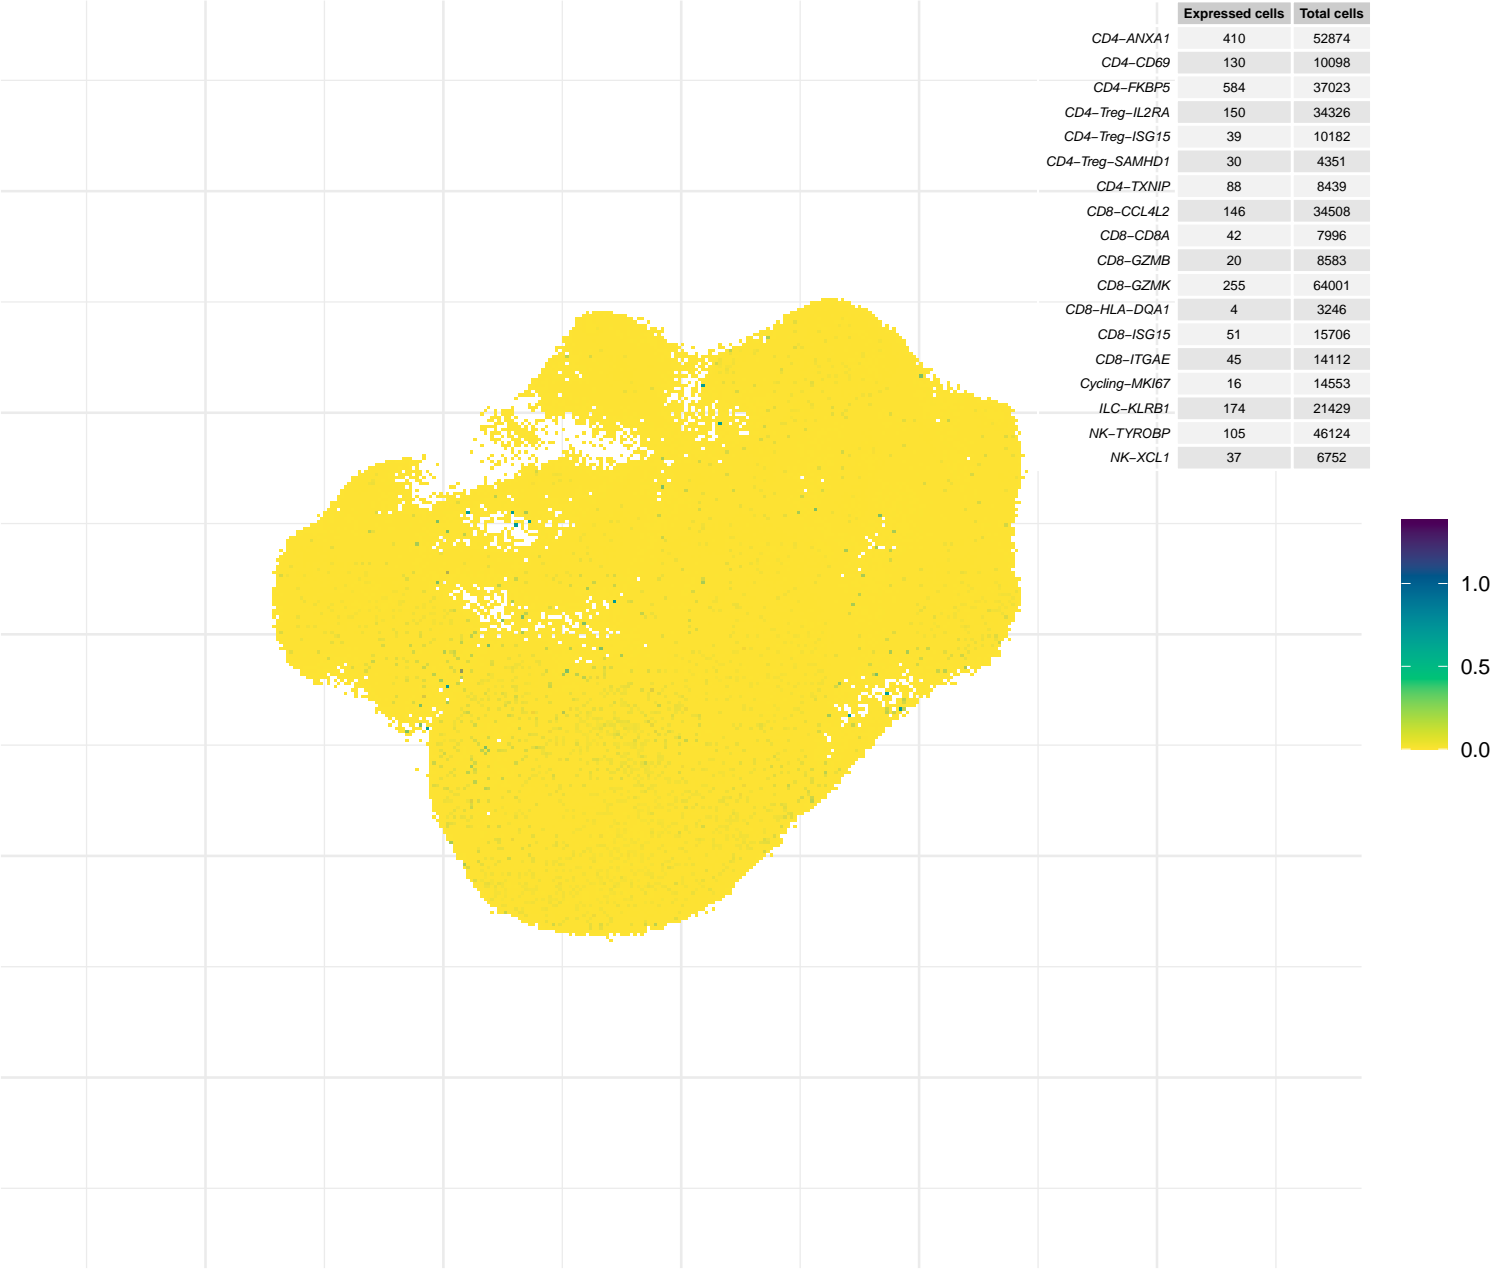 Expressed cells Total cells
CD4−ANXA1 410 52874
CD4−CD69 130 10098
CD4−FKBP5 584 37023
CD4−Treg−IL2RA 150 34326
CD4−Treg−ISG15 39 10182
CD4−Treg−SAMHD1 30 4351
CD4−TXNIP 88 8439
CD8−CCL4L2 146 34508
CD8−CD8A 42 7996
CD8−GZMB 20 8583
CD8−GZMK 255 64001
CD8−HLA−DQA1 4 3246
CD8−ISG15 51 15706
CD8−ITGAE 45 14112
Cycling−MKI67 16 14553
ILC−KLRB1 174 21429
NK−TYROBP 105 46124
NK−XCL1 37 6752
1.0
0.5
0.0